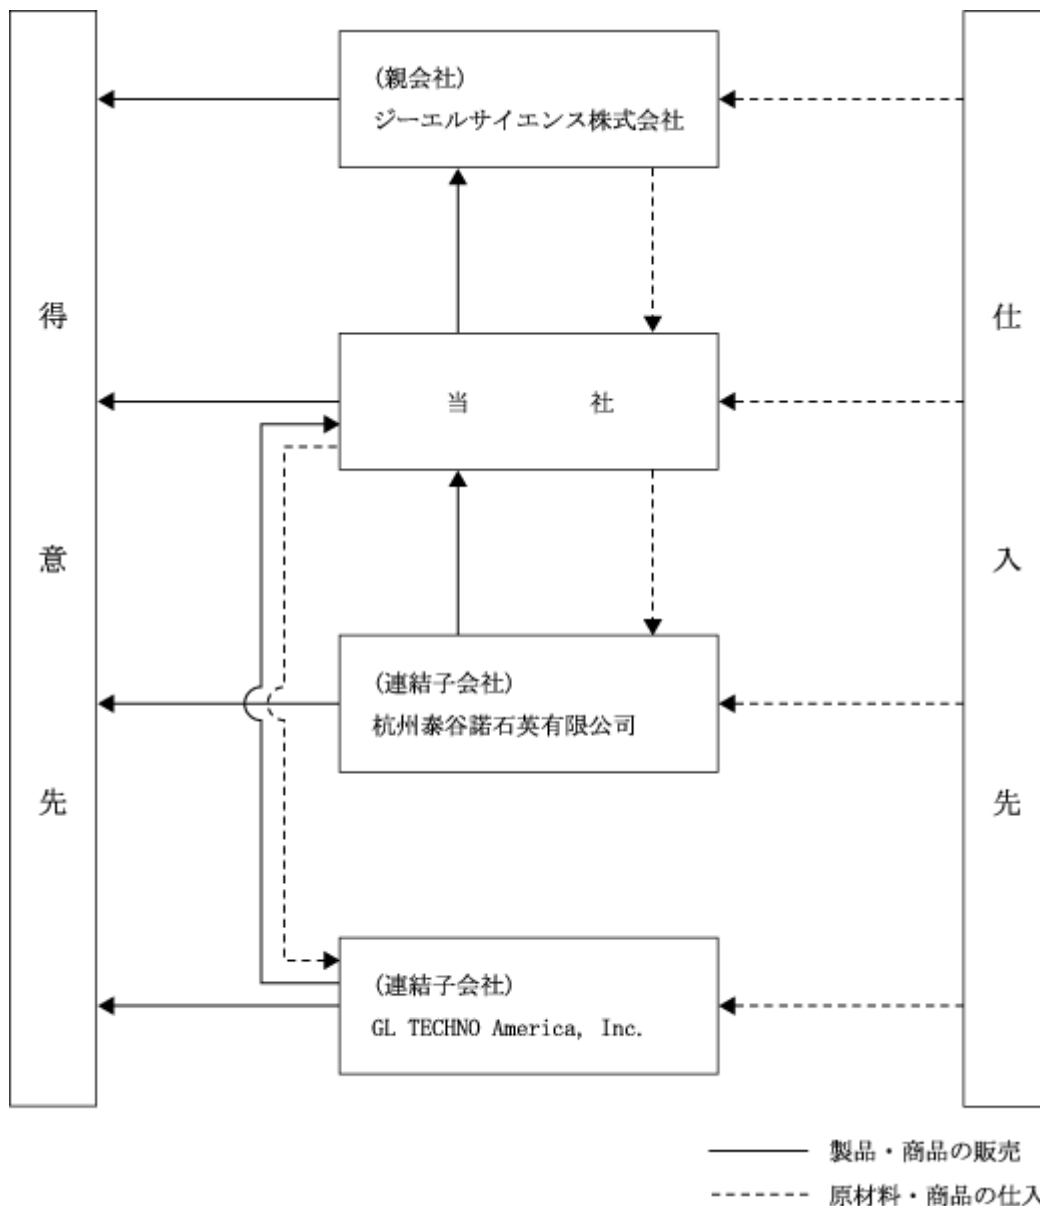 得意先
(親会社)
ジーエルサイエンス株式会社
当社
(連結子会社)
杭州泰谷諾石英有限公司
(連結子会社)
GL TECHNO America, Inc.
仕入先
製品・商品の販売
原材料・商品の仕入